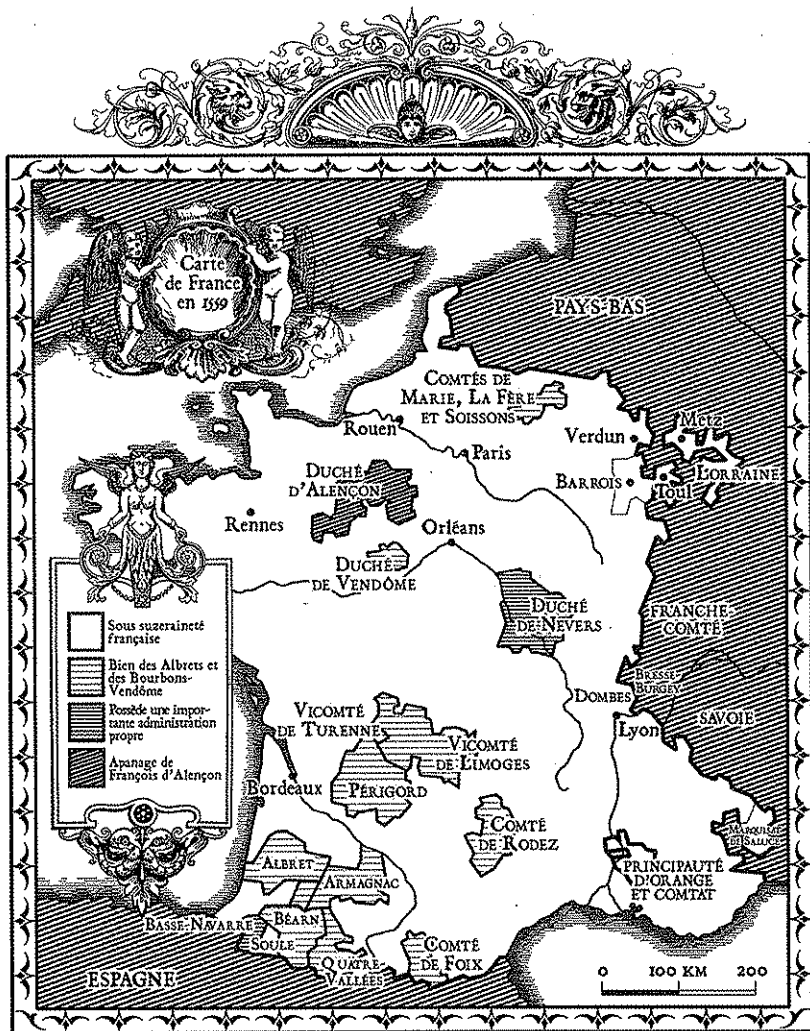 Carte
de France
en 1559
PAYS-BAS
COMTÉS DE
MARIE, LA FÈRE
ET SOISSONS
Rouen
Paris
Verdun
Metz
LORRAINE
BARROIS
Toul
DUCHÉ
D'ALENÇON
Rennes
Orléans
DUCHÉ
DE VENDÔME
DUCHÉ
DE NEVERS
FRANCHE-
COMTÉ
Sous suzeraineté
française
Bien des Albrets et
des Bourbons-
Vendôme
Possède une impor-
tante administration
propre
Apanage de
François d'Alençon
BRESSE-
BURGEY
DOMBES
Lyon
SAVOIE
VICOMTÉ
DE TURENNE
VICOMTÉ
DE LIMOGES
Bordeaux
PÉRIGORD
COMTÉ
DE RODEZ
MARQUISAT
DE SALUCE
ALBRET
ARMAGNAC
PRINCIPAUTÉ
D'ORANGE
ET COMTAT
BASSE-NAVARRE
BÉARN
SOULE
QUATRE-
VALLÉES
COMTÉ
DE FOIX
ESPAGNE
0 100 KM 200